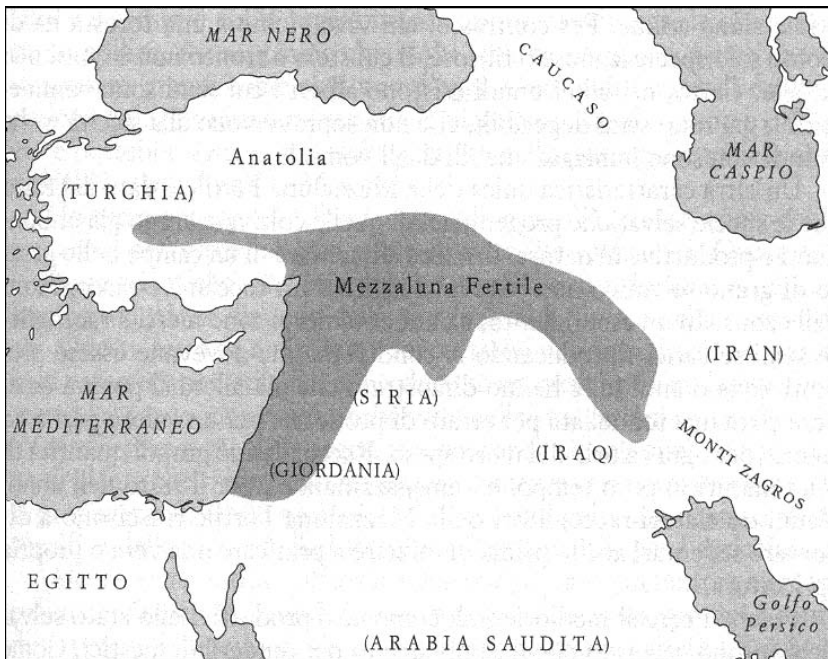 MAR NERO
CAUCASO
Anatolia
MAR
CASPIO
(TURCHIA)
Mezzaluna Fertile
(IRAN)
(SIRIA)
MAR
MEDITERRANEO
(IRAQ)
MONTI ZAGROS
(GIORDANIA)
EGITTO
Golfo
Persico
(ARABIA SAUDITA)